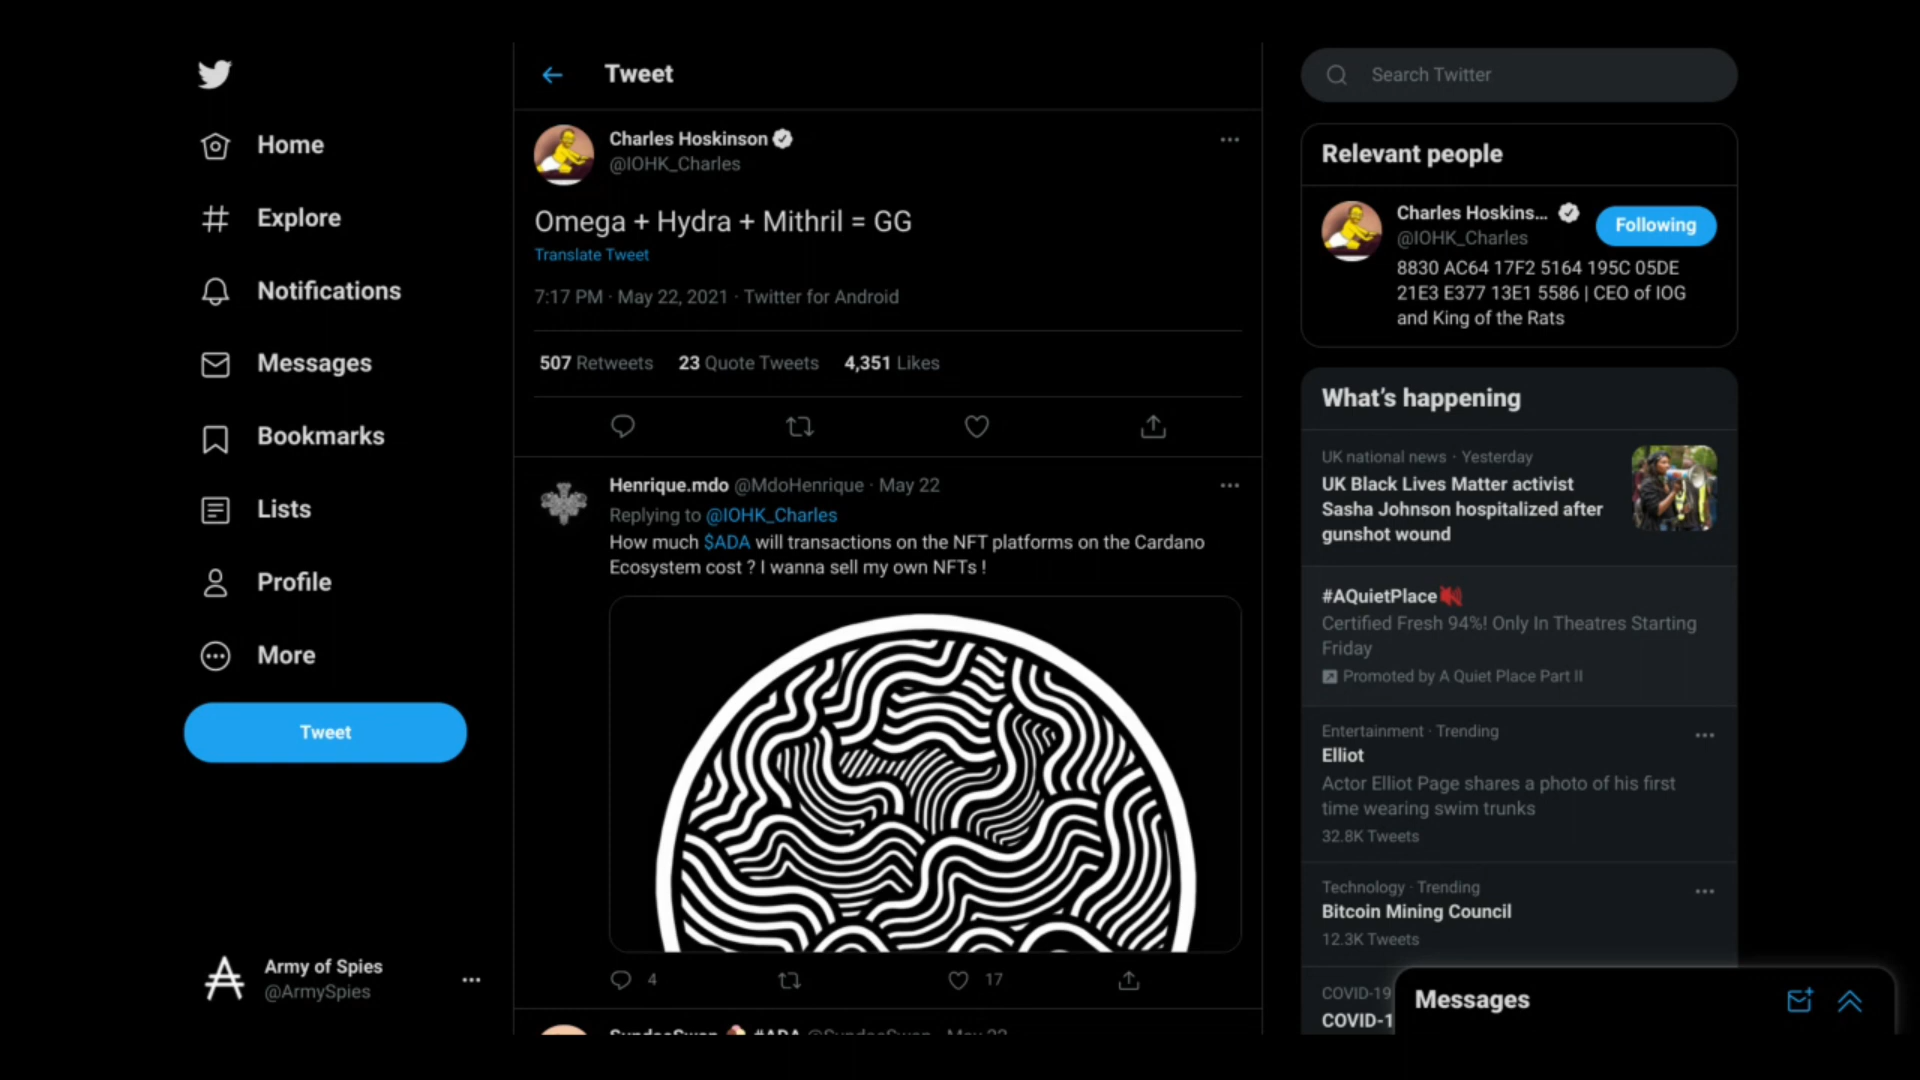 Tweet
Search Twitter
Home
Explore
Notifications
Messages
Bookmarks
Lists
Profile
More
Tweet
Army of Spies
@ArmySpies
Charles Hoskinson
@IOHK_Charles
Omega + Hydra + Mithril = GG
Translate Tweet
7:17 PM · May 22, 2021 · Twitter for Android
507 Retweets 23 Quote Tweets 4,351 Likes
Henrique.mdo @MdoHenrique · May 22
Replying to @IOHK_Charles
How much $ADA will transactions on the NFT platforms on the Cardano
Ecosystem cost ? I wanna sell my own NFTs !
4 17
SundaeSwap #ADA @SundaeSwap · May 22
Relevant people
Charles Hoskins...
@IOHK_Charles
Following
8830 AC64 17F2 5164 195C 05DE
21E3 E377 13E1 5586 | CEO of IOG
and King of the Rats
What's happening
UK national news · Yesterday
UK Black Lives Matter activist
Sasha Johnson hospitalized after
gunshot wound
#AQuietPlace
Certified Fresh 94%! Only In Theatres Starting
Friday
Promoted by A Quiet Place Part II
Entertainment · Trending
Elliot
Actor Elliot Page shares a photo of his first
time wearing swim trunks
32.8K Tweets
Technology · Trending
Bitcoin Mining Council
12.3K Tweets
COVID-19
COVID-1
Messages